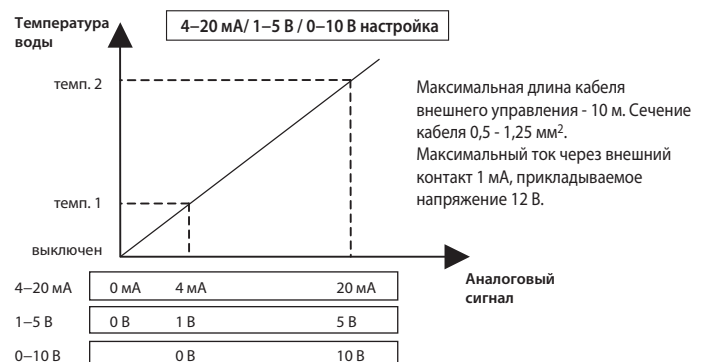 Температура
воды
4–20 мА/ 1–5 В / 0–10 В настройка
темп. 2
Максимальная длина кабеля
внешнего управления - 10 м. Сечение
кабеля 0,5 - 1,25 мм².
Максимальный ток через внешний
контакт 1 мА, прикладываемое
напряжение 12 В.
темп. 1
выключен
Аналоговый
сигнал
4–20 мА 0 мА 4 мА 20 мА
1–5 В 0 В 1 В 5 В
0–10 В 0 В 10 В